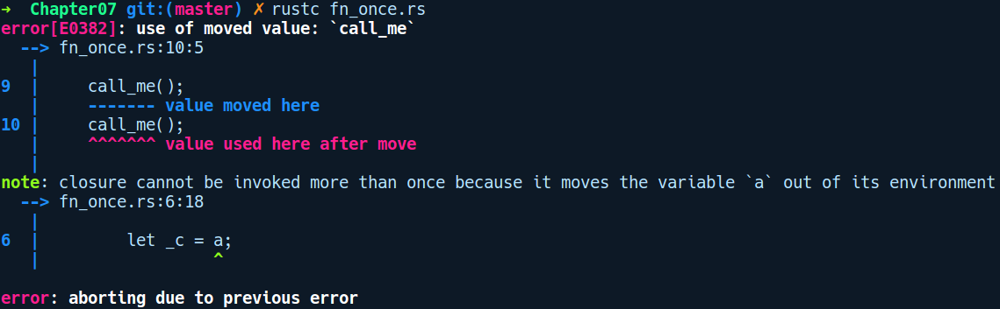 ➜  Chapter07 git:(master) ✗ rustc fn_once.rs
error[E0382]: use of moved value: `call_me`
  --> fn_once.rs:10:5
   |
9  |     call_me();
   |     ------- value moved here
10 |     call_me();
   |     ^^^^^^^ value used here after move
   |
note: closure cannot be invoked more than once because it moves the variable `a` out of its environment
  --> fn_once.rs:6:18
   |
6  |         let _c = a;
   |                  ^

error: aborting due to previous error